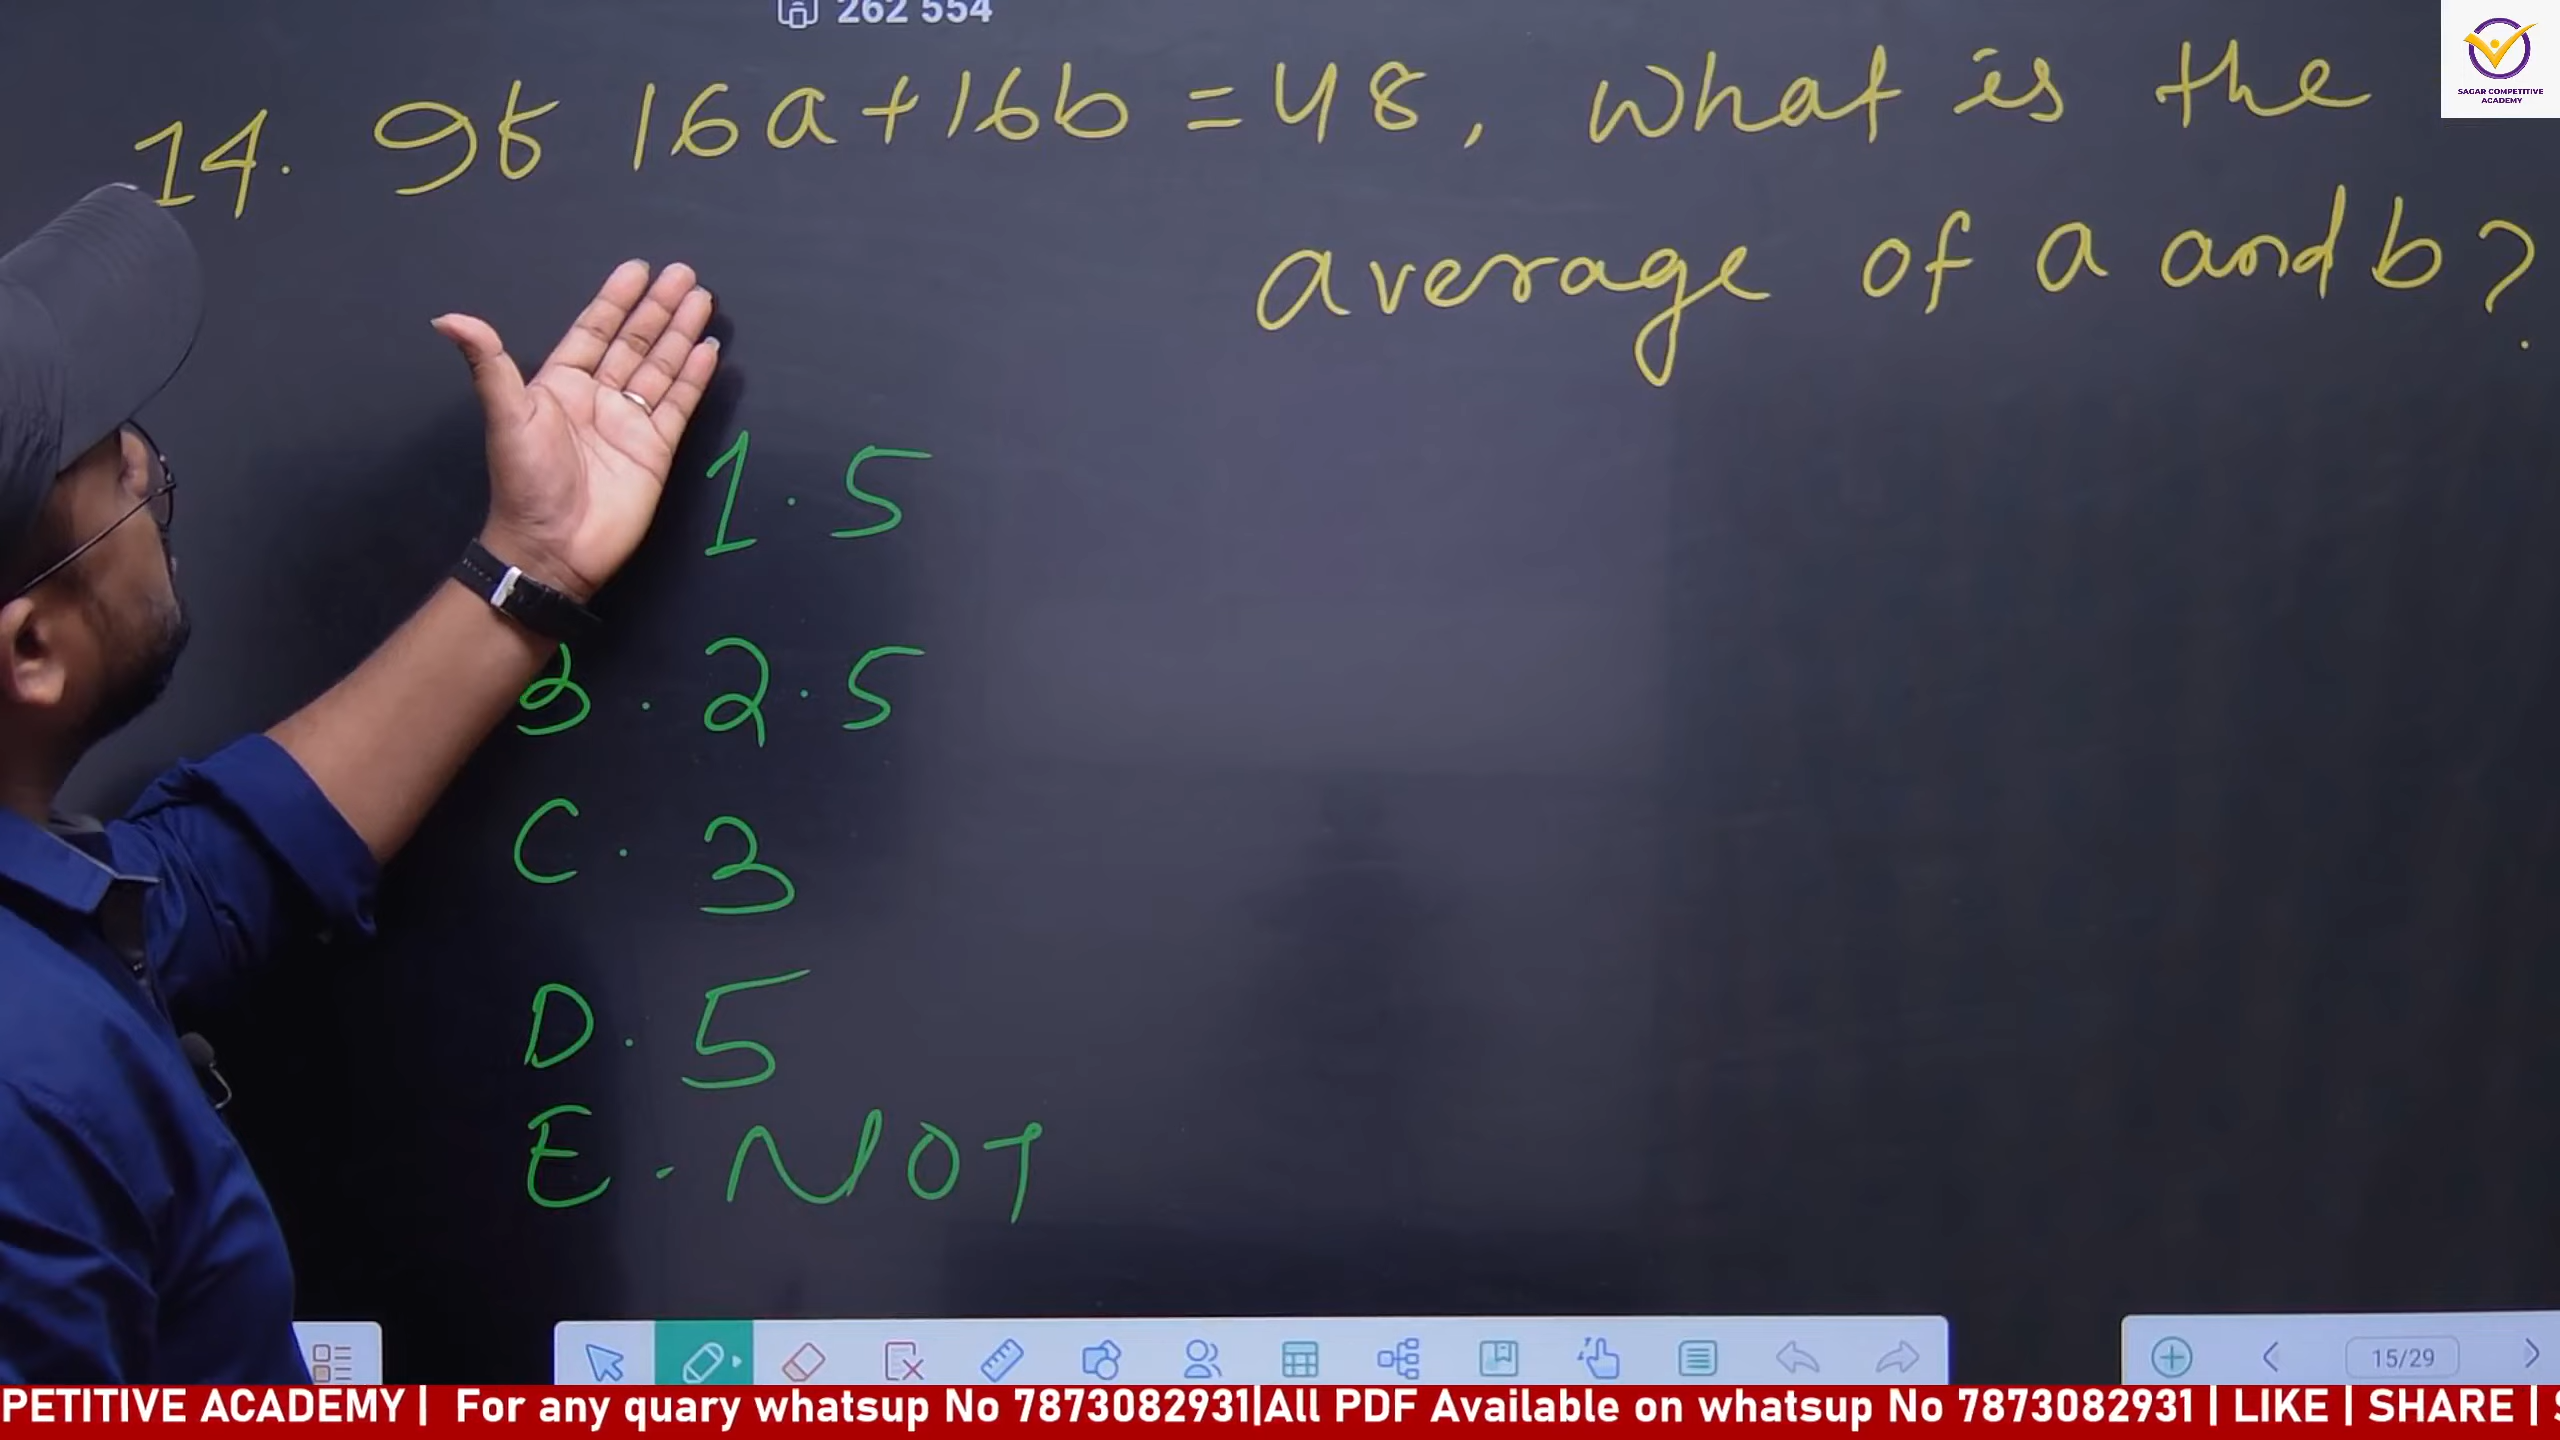 262 554
SAGAR COMPETITIVE
ACADEMY
14. If 16a+16b = 48, what is the
average of a and b?
1.5
B. 2.5
C. 3
D. 5
E. NOT
15/29
PETITIVE ACADEMY | For any quary whatsup No 7873082931|All PDF Available on whatsup No 7873082931 | LIKE | SHARE |